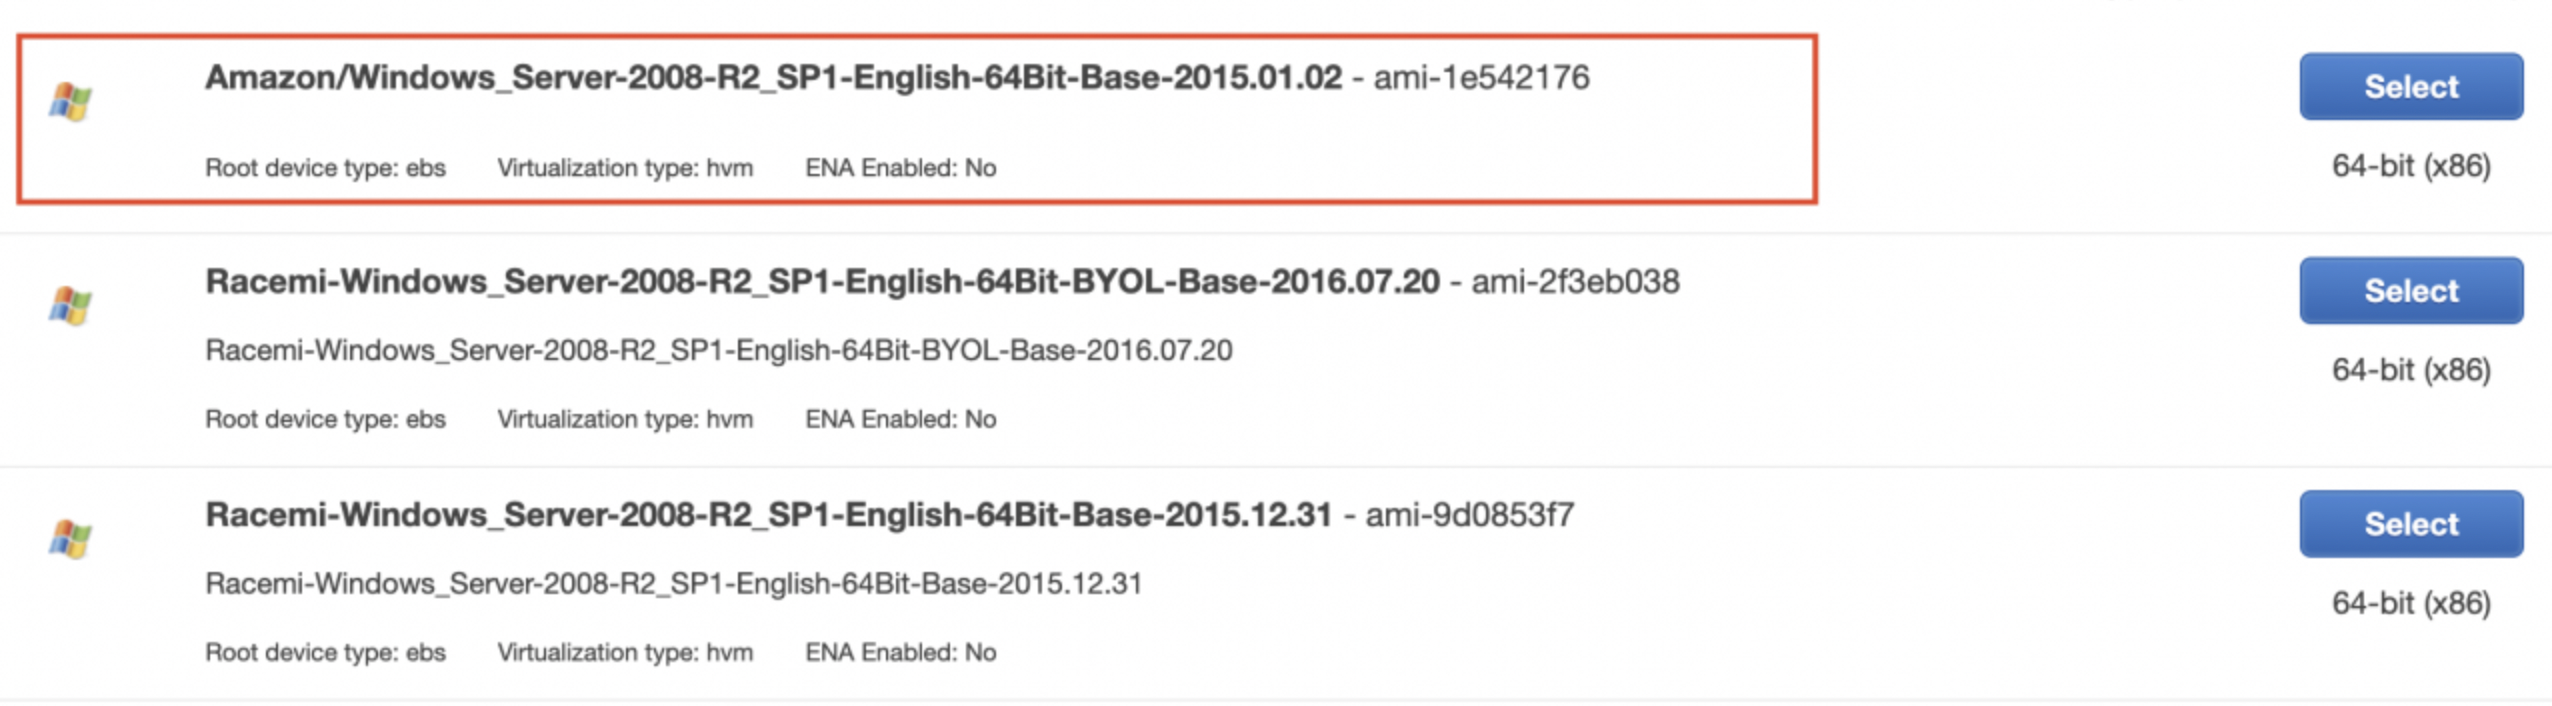 Amazon/Windows_Server-2008-R2_SP1-English-64Bit-Base-2015.01.02 - ami-1e542176
Select
Root device type: ebs Virtualization type: hvm ENA Enabled: No
64-bit (x86)
Racemi-Windows_Server-2008-R2_SP1-English-64Bit-BYOL-Base-2016.07.20 - ami-2f3eb038
Select
Racemi-Windows_Server-2008-R2_SP1-English-64Bit-BYOL-Base-2016.07.20
64-bit (x86)
Root device type: ebs Virtualization type: hvm ENA Enabled: No
Racemi-Windows_Server-2008-R2_SP1-English-64Bit-Base-2015.12.31 - ami-9d0853f7
Select
Racemi-Windows_Server-2008-R2_SP1-English-64Bit-Base-2015.12.31
64-bit (x86)
Root device type: ebs Virtualization type: hvm ENA Enabled: No